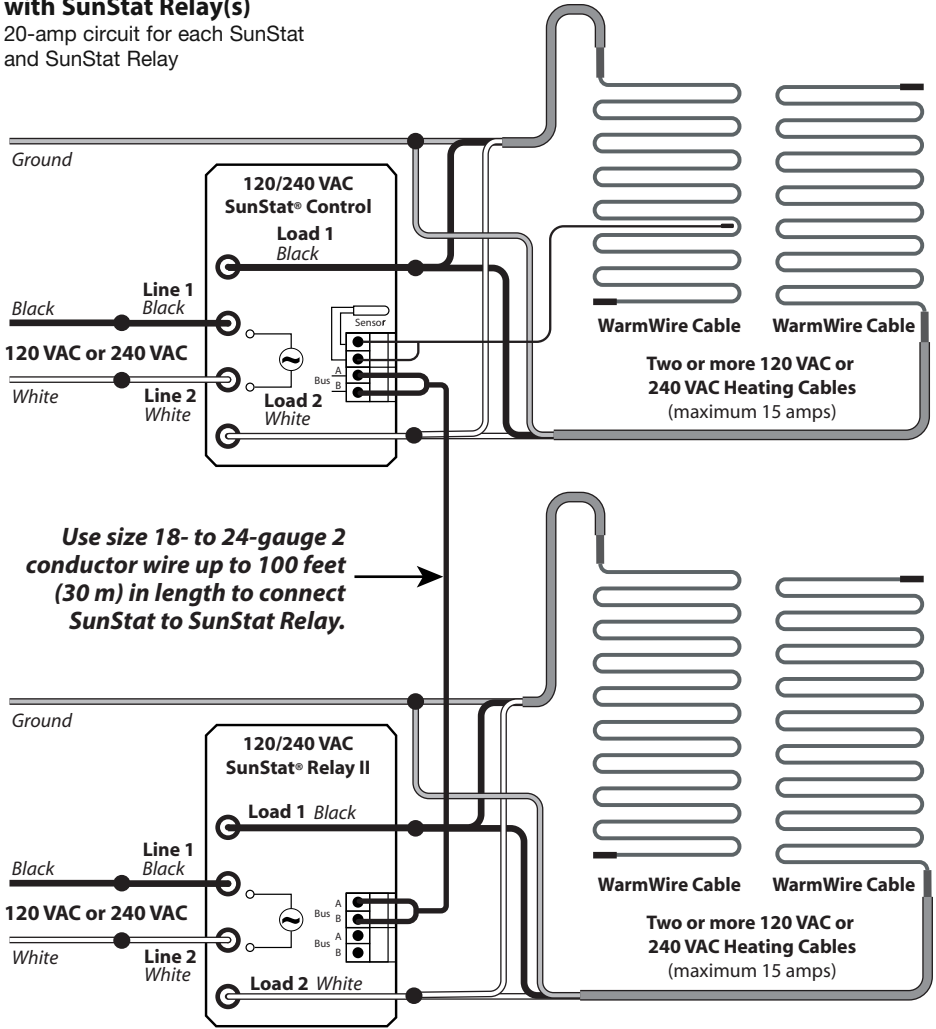 with SunStat Relay(s)
20-amp circuit for each SunStat
and SunStat Relay
Ground
120/240 VAC
SunStat® Control
Load 1
Black
Line 1
Black
Black
120 VAC or 240 VAC
White
Line 2
White
Load 2
White
Sensor
A
Bus
B
WarmWire Cable
WarmWire Cable
Two or more 120 VAC or
240 VAC Heating Cables
(maximum 15 amps)
Use size 18- to 24-gauge 2
conductor wire up to 100 feet
(30 m) in length to connect
SunStat to SunStat Relay.
Ground
120/240 VAC
SunStat® Relay II
Load 1 Black
Line 1
Black
Black
120 VAC or 240 VAC
White
Line 2
White
Load 2 White
A
Bus
B
A
Bus
B
WarmWire Cable
WarmWire Cable
Two or more 120 VAC or
240 VAC Heating Cables
(maximum 15 amps)